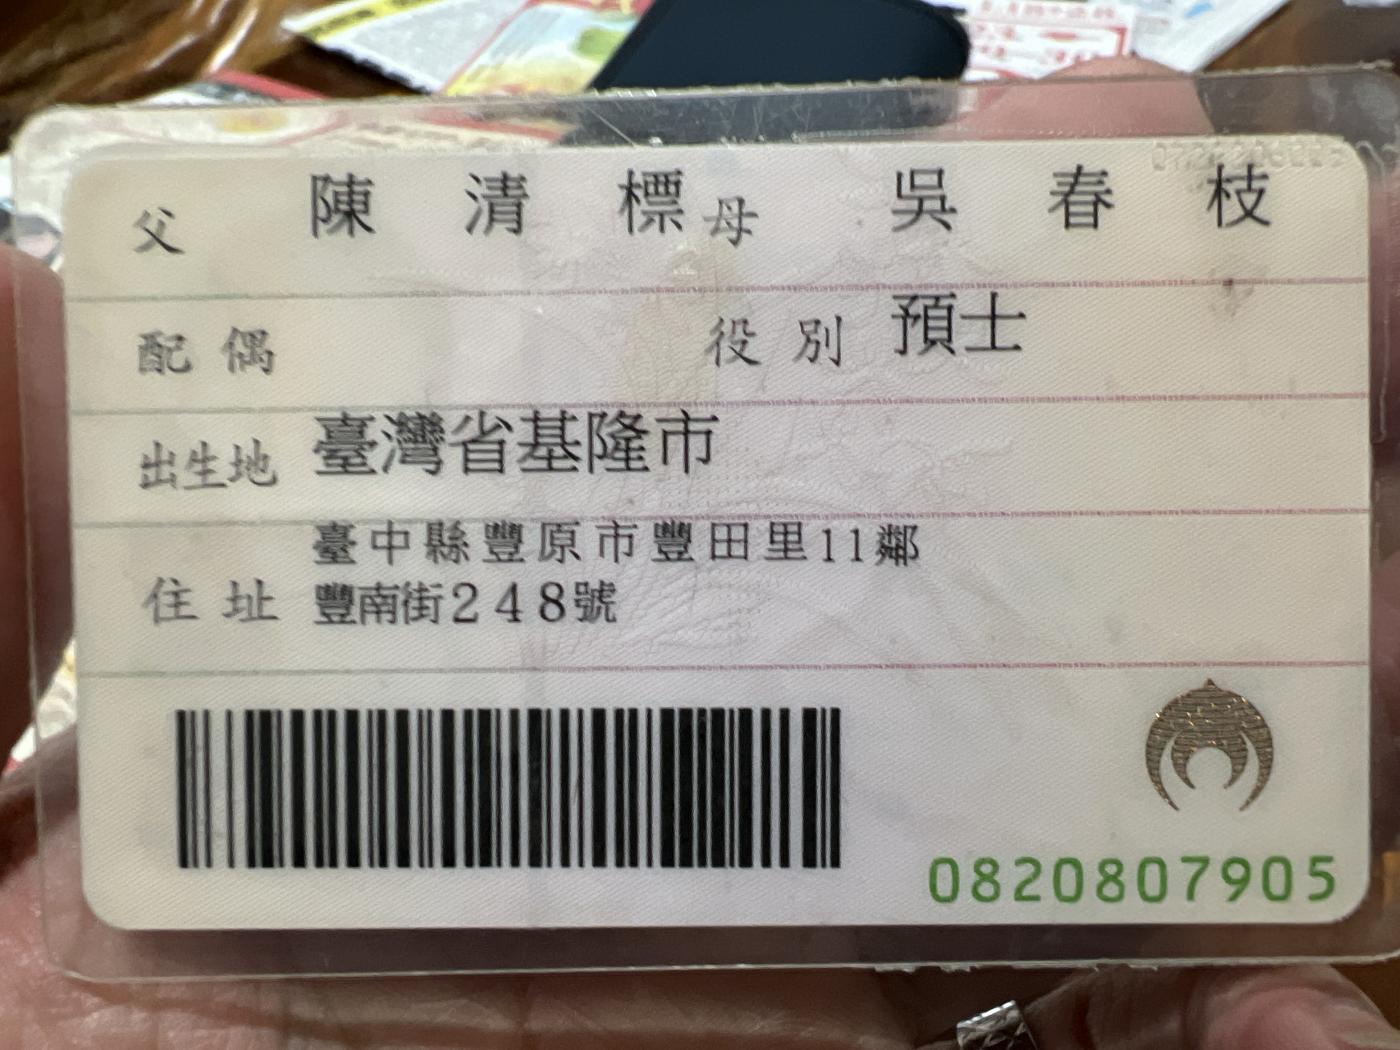 父 陳清標 母 吳春枝
配偶 役別 預士
出生地 臺灣省基隆市
住址 臺中縣豐原市豐田里11鄰
豐南街248號
0820807905